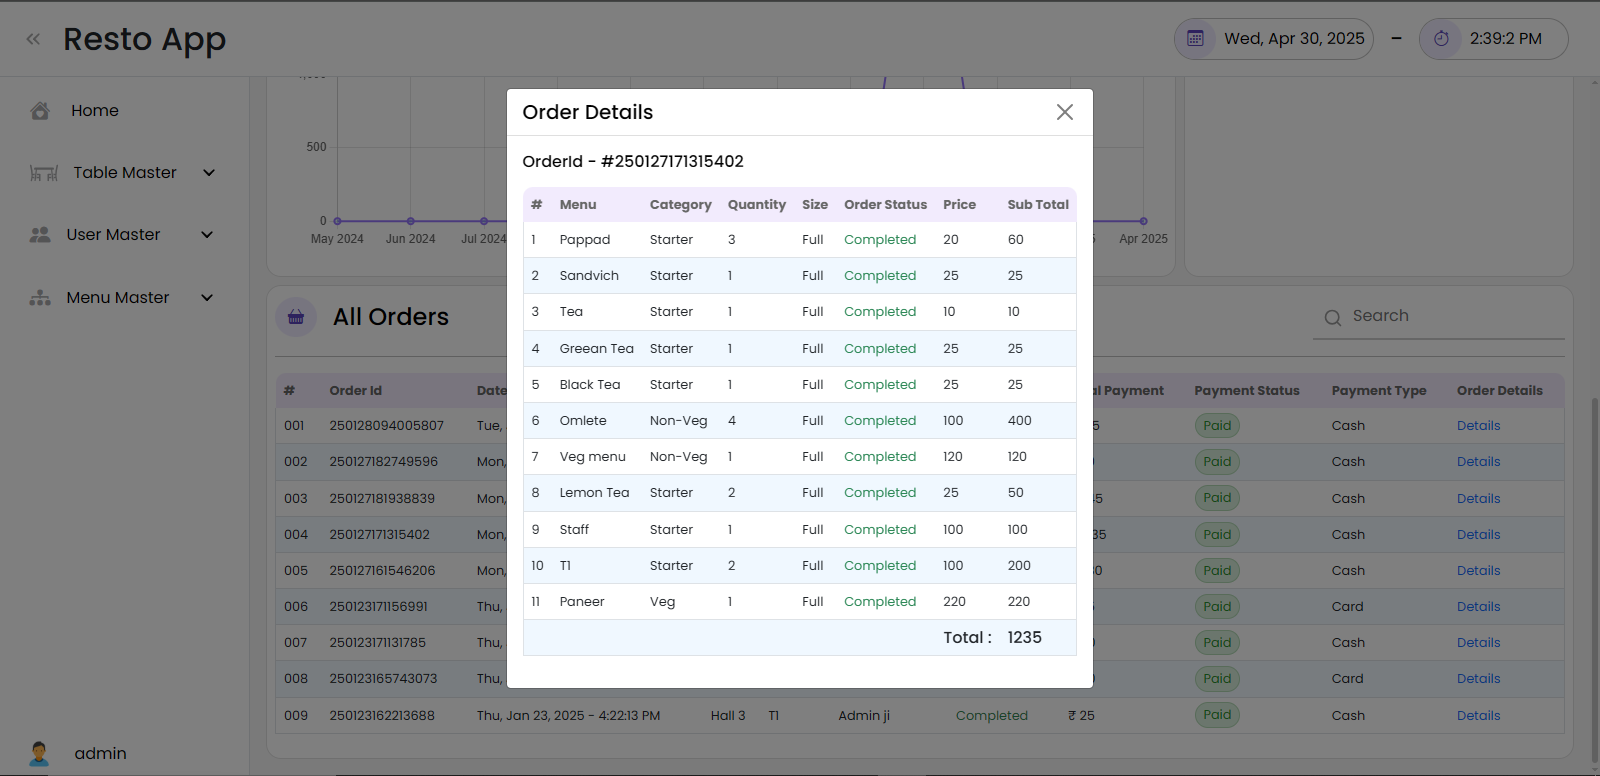 Resto App
Wed, Apr 30, 2025 – 2:39:2 PM
Home
Table Master
User Master
Menu Master
admin
500
0
May 2024 Jun 2024 Jul 2024 Apr 2025
Order Details
OrderId - #250127171315402
# Menu Category Quantity Size Order Status Price Sub Total
1 Pappad Starter 3 Full Completed 20 60
2 Sandvich Starter 1 Full Completed 25 25
3 Tea Starter 1 Full Completed 10 10
4 Greean Tea Starter 1 Full Completed 25 25
5 Black Tea Starter 1 Full Completed 25 25
6 Omlete Non-Veg 4 Full Completed 100 400
7 Veg menu Non-Veg 1 Full Completed 120 120
8 Lemon Tea Starter 2 Full Completed 25 50
9 Staff Starter 1 Full Completed 100 100
10 T1 Starter 2 Full Completed 100 200
11 Paneer Veg 1 Full Completed 220 220
Total : 1235
All Orders
Search
# Order Id Date Payment Payment Status Payment Type Order Details
001 250128094005807 Tue, Paid Cash Details
002 250127182749596 Mon, Paid Cash Details
003 250127181938839 Mon, Paid Cash Details
004 250127171315402 Mon, Paid Cash Details
005 250127161546206 Mon, Paid Cash Details
006 250123171156991 Thu, Paid Card Details
007 250123171131785 Thu, Paid Cash Details
008 250123165743073 Thu, Paid Card Details
009 250123162213688 Thu, Jan 23, 2025 - 4:22:13 PM Hall 3 T1 Admin ji Completed ₹ 25 Paid Cash Details